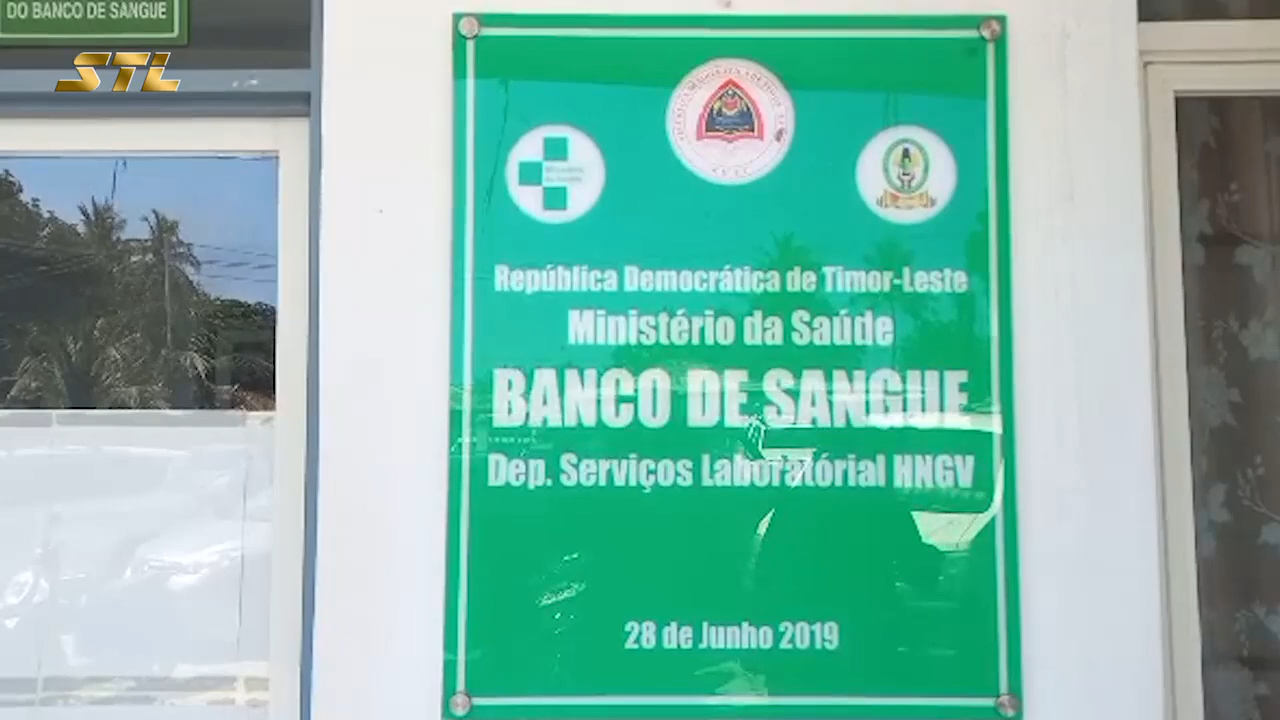 DO BANCO DE SANGUE
STL
República Democrática de Timor-Leste
Ministério da Saúde
BANCO DE SANGUE
Dep. Serviços Laboratórial HNGV
28 de Junho 2019